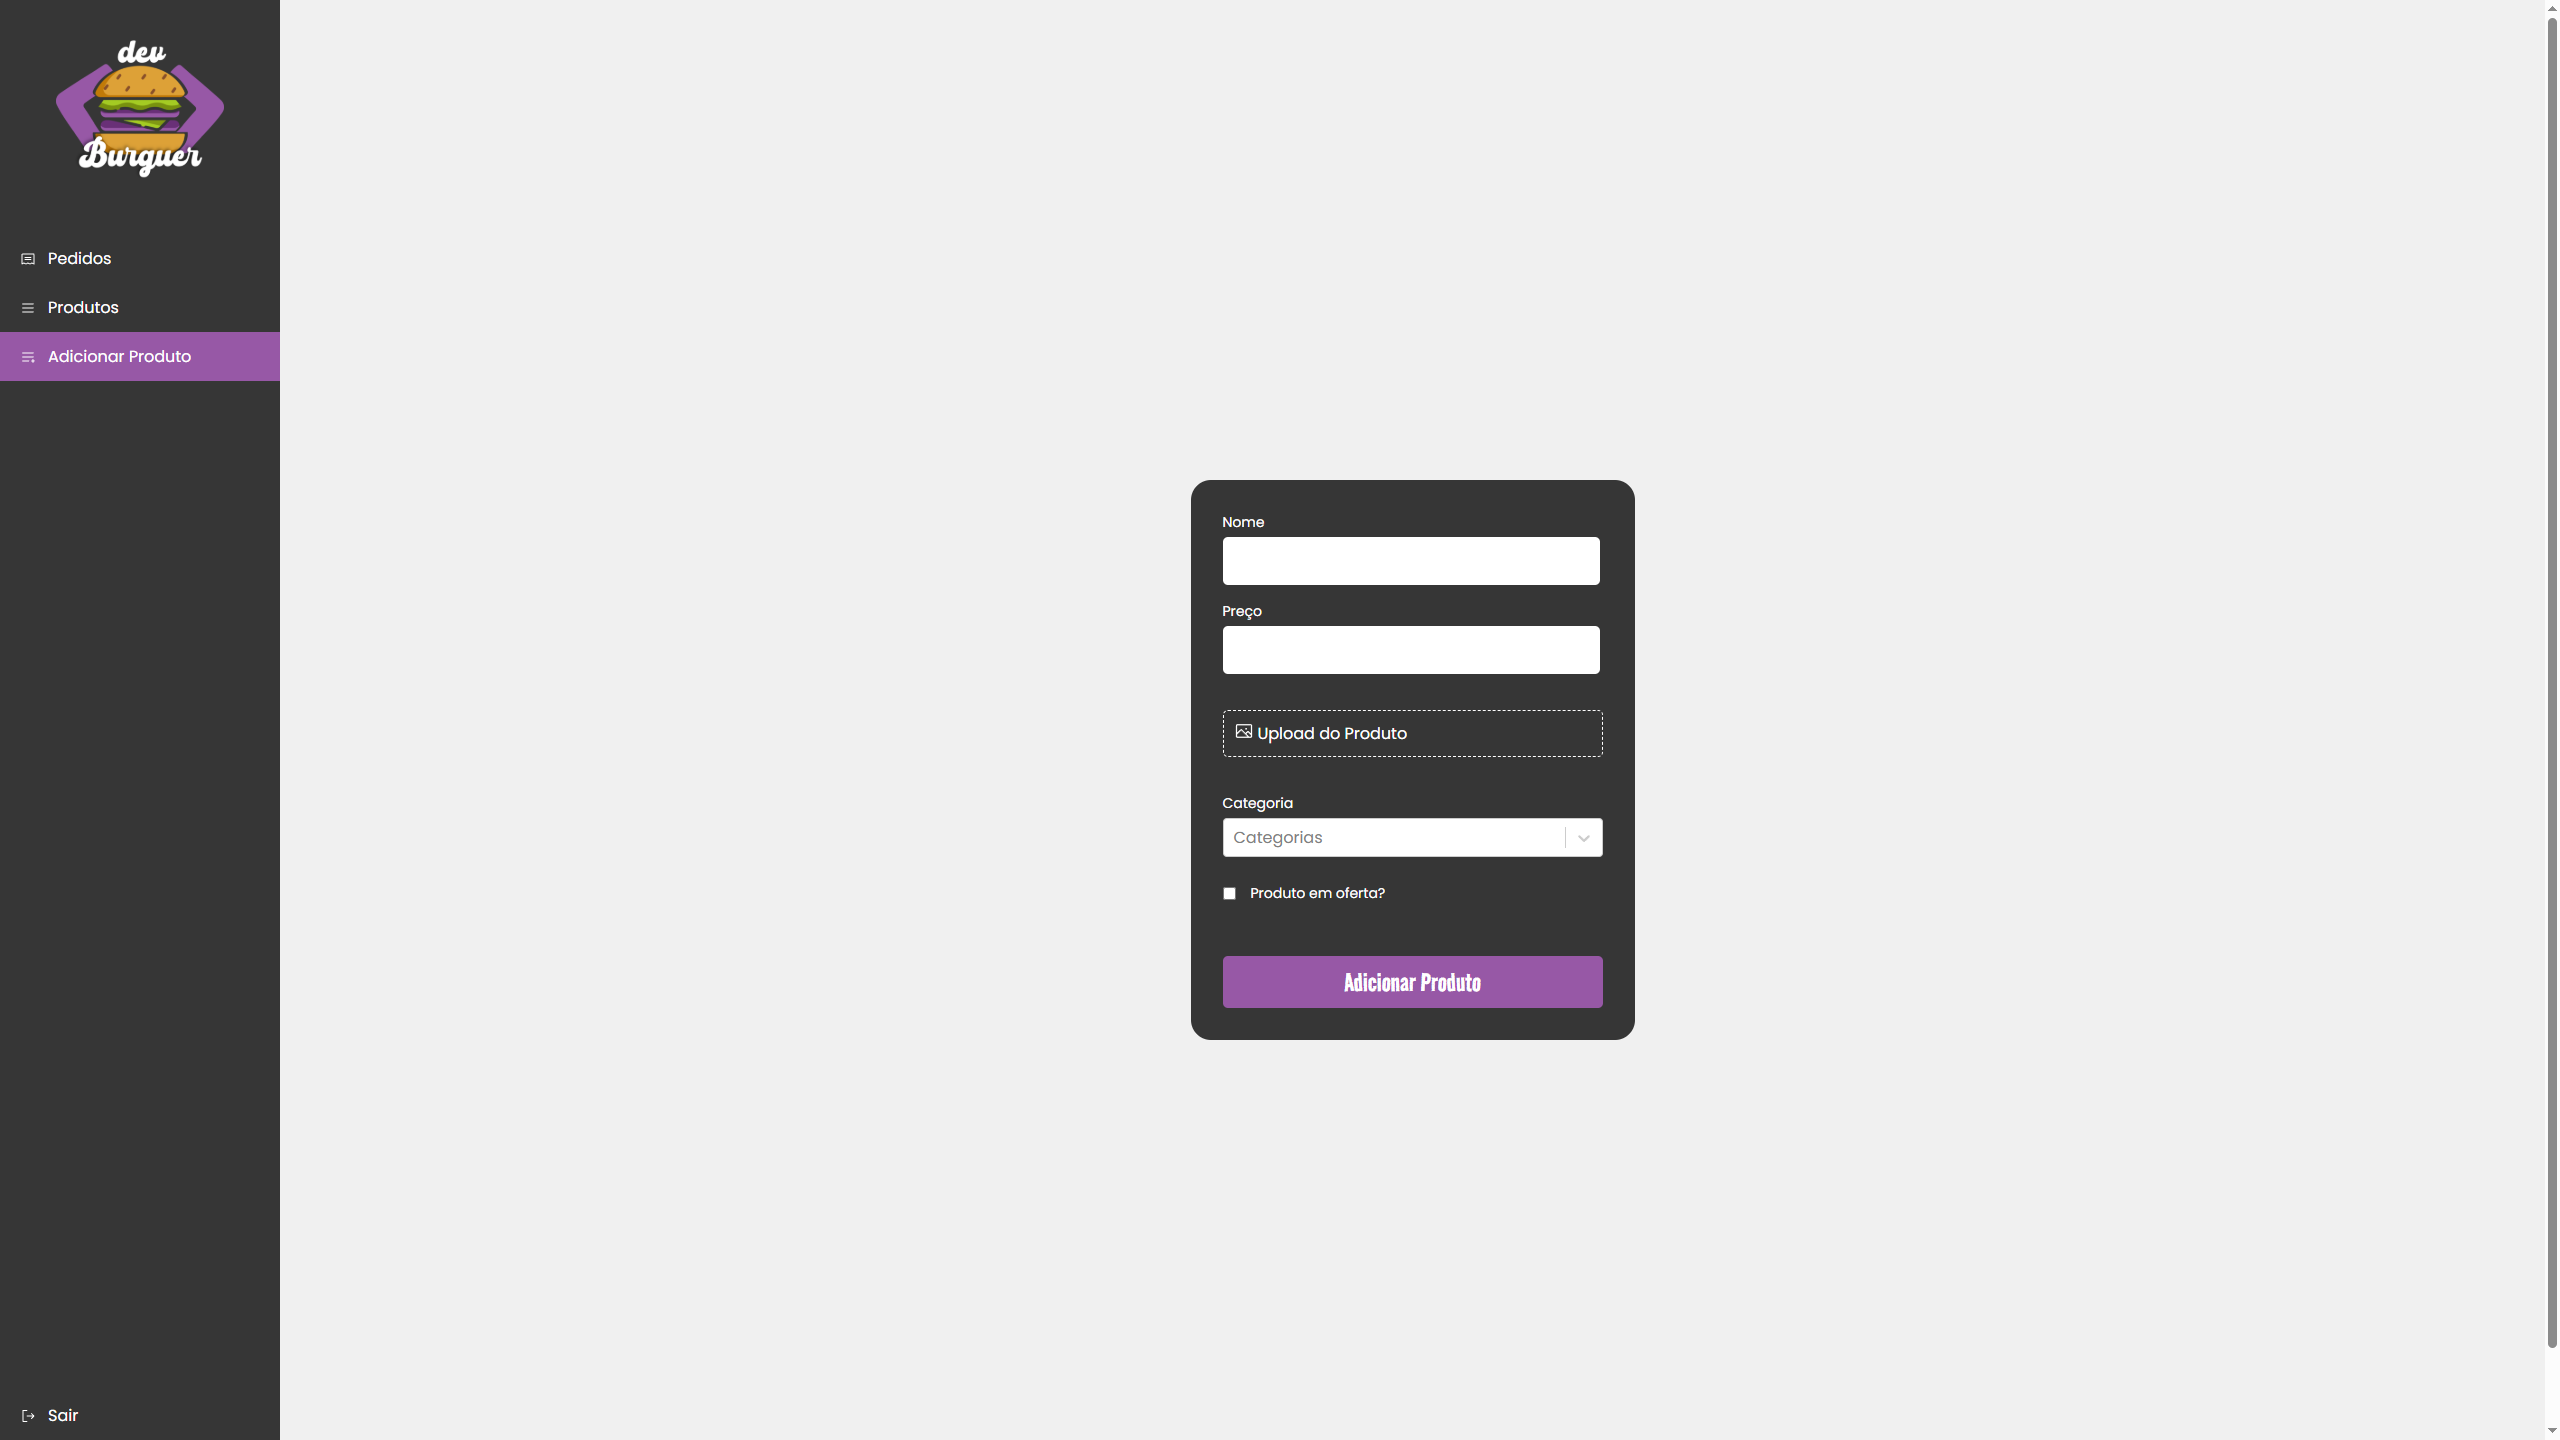 dev
Burguer
Pedidos
Produtos
Adicionar Produto
Sair
Nome
Preço
Upload do Produto
Categoria
Categorias
Produto em oferta?
Adicionar Produto